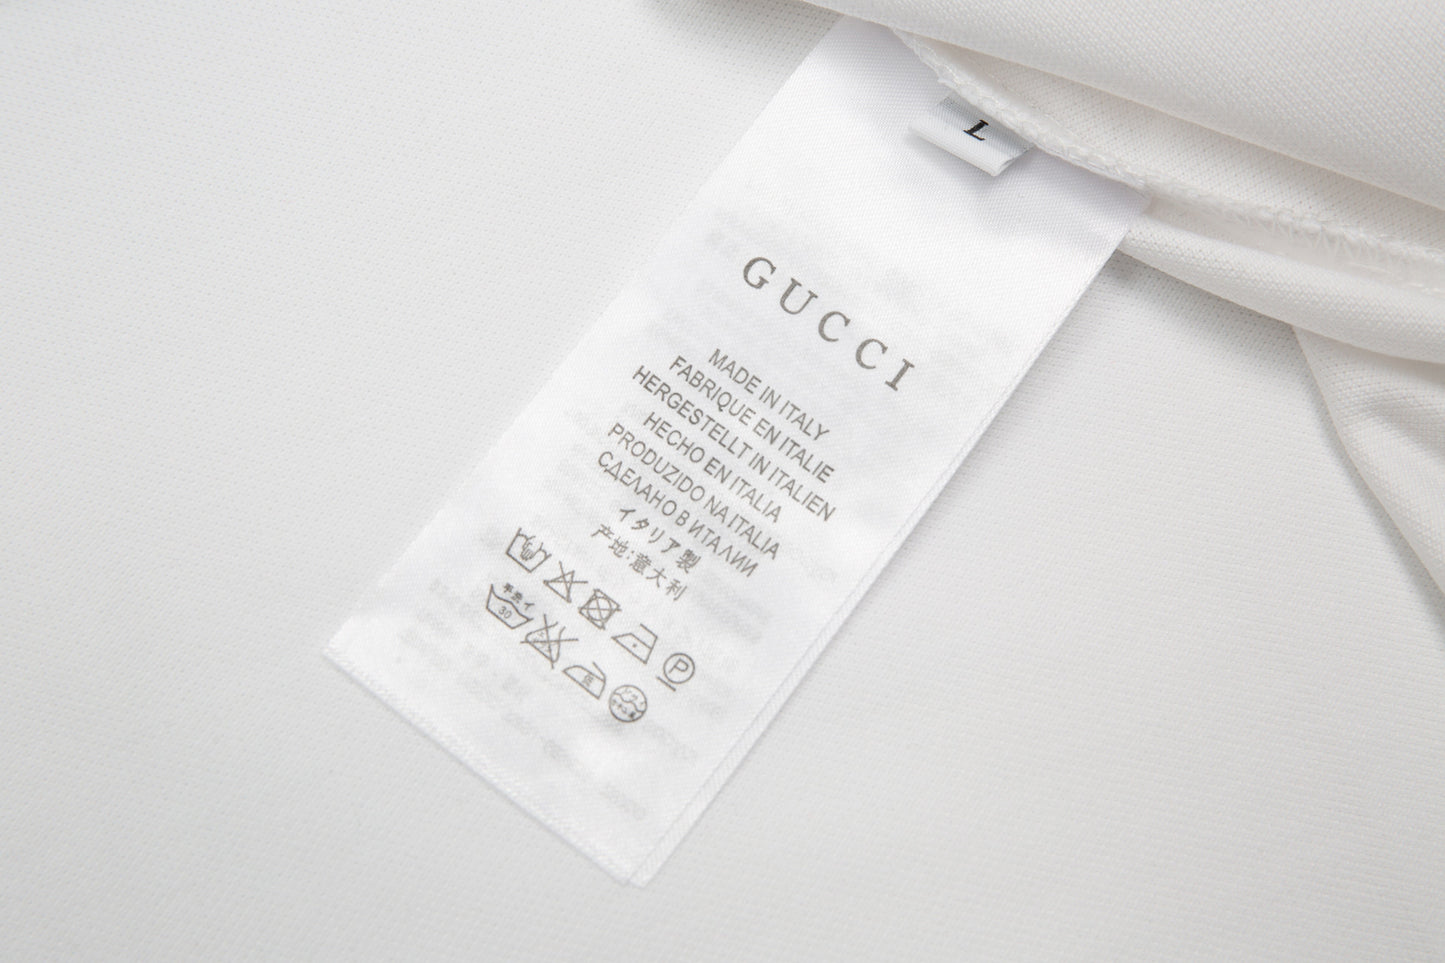 L
GUCCI
MADE IN ITALY
FABRIQUE EN ITALIE
HERGESTELLT IN ITALIEN
HECHO EN ITALIA
PRODUZIDO NA ITALIA
СДЕЛАНО В ИТАЛИИ
イタリア製
产地:意大利
P
30